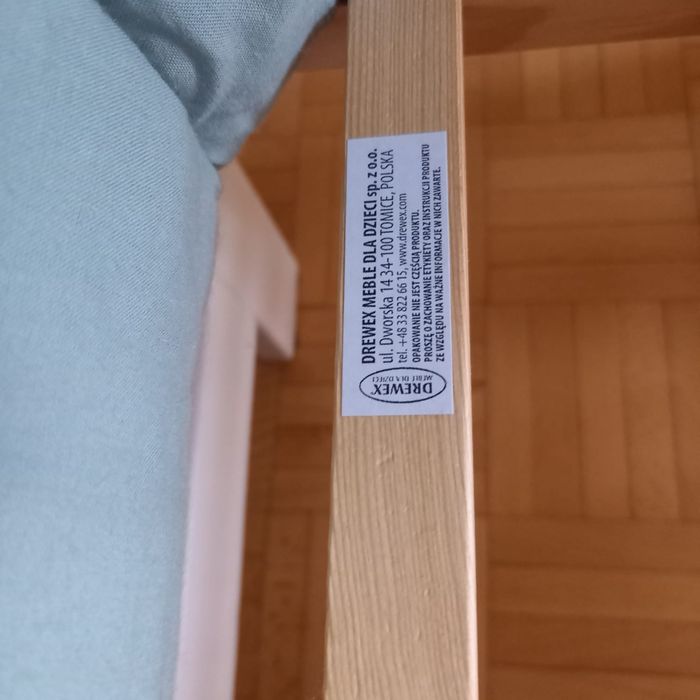 DREWEX MEBLE DLA DZIECI sp. z o.o.
ul. Dworska 14 34-100 TOMICE, POLSKA
tel. +48 33 822 66 15, www.drewex.com
OPAKOWANIE NIE JEST CZĘŚCIĄ PRODUKTU.
PROSZĘ O ZACHOWANIE ETYKIETY ORAZ INSTRUKCJI PRODUKTU
ZE WZGLĘDU NA WAŻNE INFORMACJE W NICH ZAWARTE.
DREWEX
MEBLE DLA DZIECI